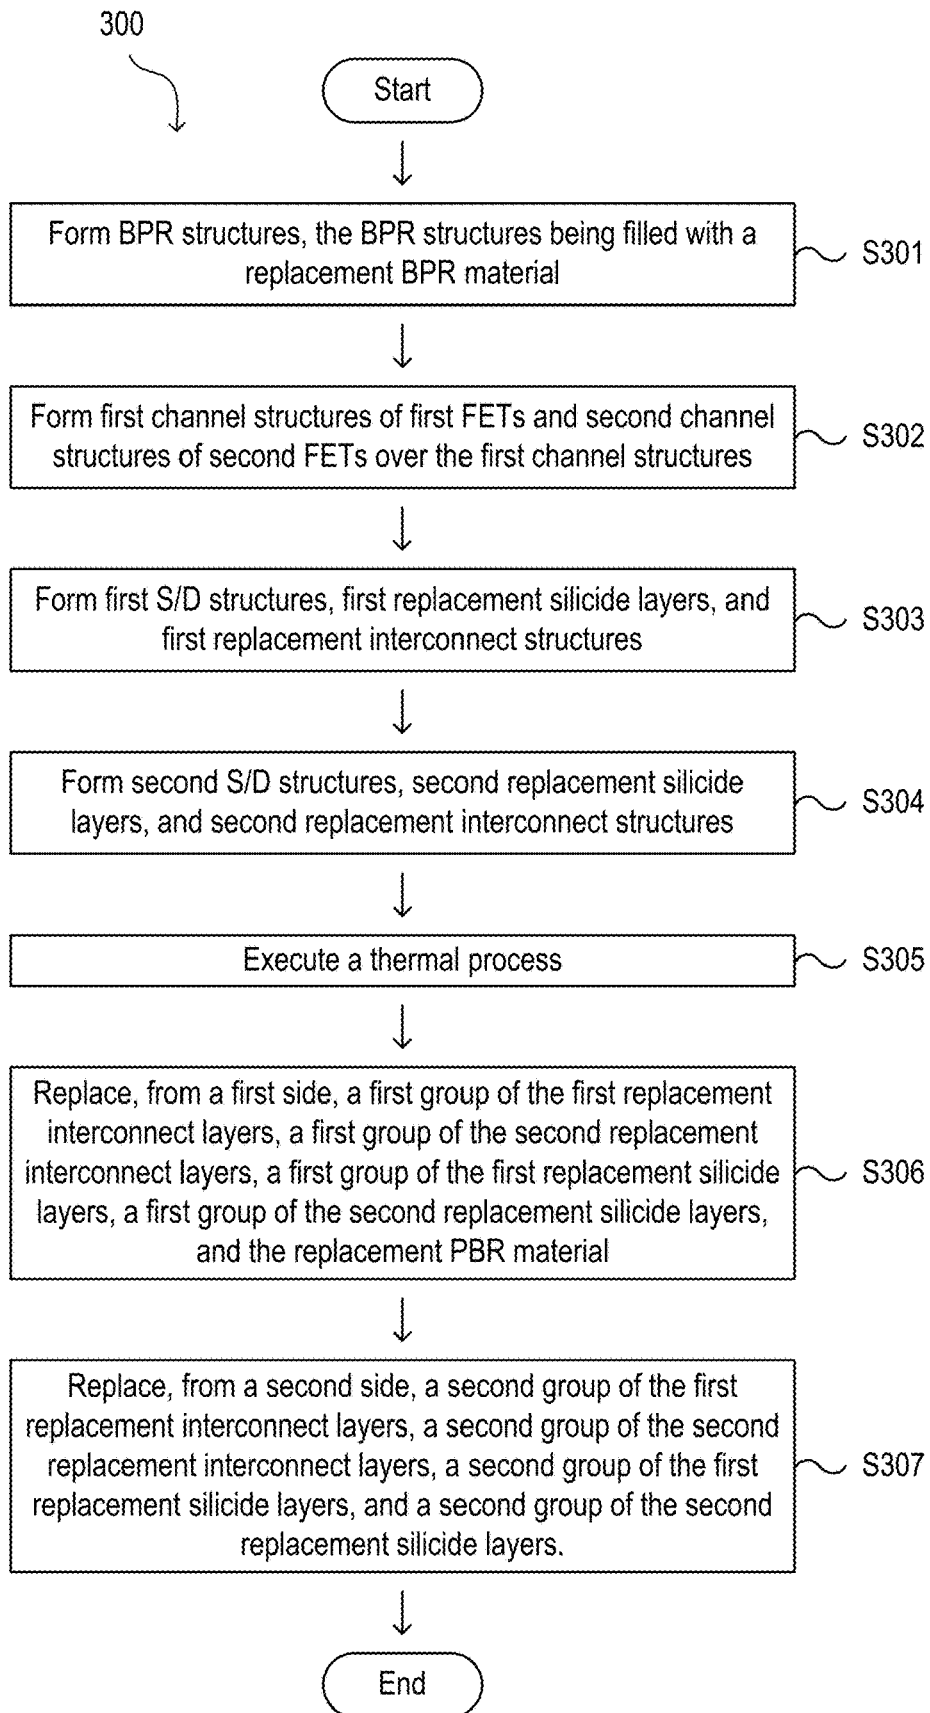 300
Start
Form BPR structures, the BPR structures being filled with a
replacement BPR material
S301
Form first channel structures of first FETs and second channel
structures of second FETs over the first channel structures
S302
Form first S/D structures, first replacement silicide layers, and
first replacement interconnect structures
S303
Form second S/D structures, second replacement silicide
layers, and second replacement interconnect structures
S304
Execute a thermal process
S305
Replace, from a first side, a first group of the first replacement
interconnect layers, a first group of the second replacement
interconnect layers, a first group of the first replacement silicide
layers, a first group of the second replacement silicide layers,
and the replacement PBR material
S306
Replace, from a second side, a second group of the first
replacement interconnect layers, a second group of the second
replacement interconnect layers, a second group of the first
replacement silicide layers, and a second group of the second
replacement silicide layers.
S307
End